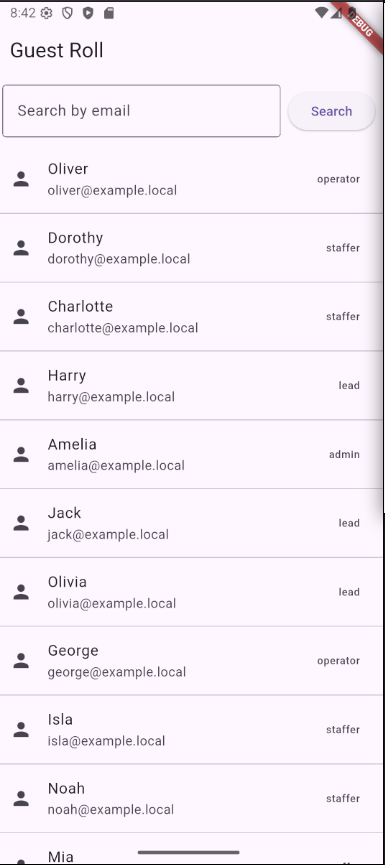 8:42
DEBUG
Guest Roll
Search by email
Search
Oliver
oliver@example.local
operator
Dorothy
dorothy@example.local
staffer
Charlotte
charlotte@example.local
staffer
Harry
harry@example.local
lead
Amelia
amelia@example.local
admin
Jack
jack@example.local
lead
Olivia
olivia@example.local
lead
George
george@example.local
operator
Isla
isla@example.local
staffer
Noah
noah@example.local
staffer
Mia